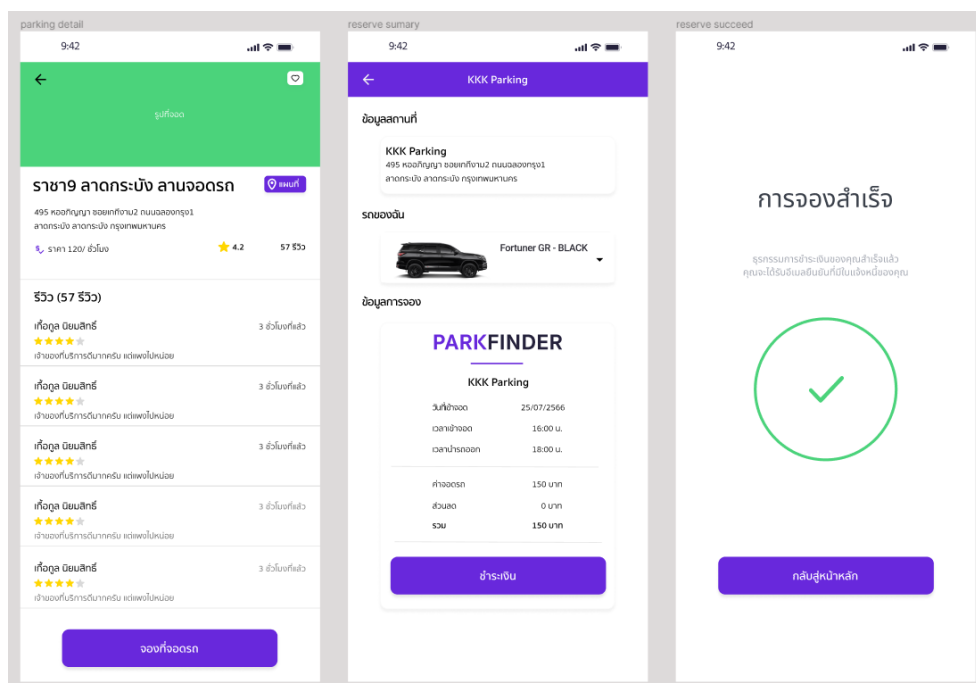 parking detail
9:42
รูปที่จอด
ราชา9 ลาดกระบัง ลานจอดรถ
แผนที่
495 หออภิญญา ซอยเกกีงาม2 ถนนฉลองกรุง1
ลาดกระบัง ลาดกระบัง กรุงเทพมหานคร
ราคา 120/ ชั่วโมง
4.2
57 รีวิว
รีวิว (57 รีวิว)
เกื้อกูล นิยมสิทธิ์
3 ชั่วโมงที่แล้ว
เจ้าของที่บริการดีมากครับ แต่แพงไปหน่อย
เกื้อกูล นิยมสิทธิ์
3 ชั่วโมงที่แล้ว
เจ้าของที่บริการดีมากครับ แต่แพงไปหน่อย
เกื้อกูล นิยมสิทธิ์
3 ชั่วโมงที่แล้ว
เจ้าของที่บริการดีมากครับ แต่แพงไปหน่อย
เกื้อกูล นิยมสิทธิ์
3 ชั่วโมงที่แล้ว
เจ้าของที่บริการดีมากครับ แต่แพงไปหน่อย
เกื้อกูล นิยมสิทธิ์
3 ชั่วโมงที่แล้ว
เจ้าของที่บริการดีมากครับ แต่แพงไปหน่อย
จองที่จอดรถ
reserve sumary
9:42
KKK Parking
ข้อมูลสถานที่
KKK Parking
495 หออภิญญา ซอยเกกีงาม2 ถนนฉลองกรุง1
ลาดกระบัง ลาดกระบัง กรุงเทพมหานคร
รถของฉัน
Fortuner GR - BLACK
ข้อมูลการจอง
PARKFINDER
KKK Parking
วันที่เข้าจอด 25/07/2566
เวลาเข้าจอด 16:00 น.
เวลานำรถออก 18:00 น.
ค่าจอดรถ 150 บาท
ส่วนลด 0 บาท
รวม 150 บาท
ชำระเงิน
reserve succeed
9:42
การจองสำเร็จ
ธุรกรรมการชำระเงินของคุณสำเร็จแล้ว
คุณจะได้รับอีเมลยืนยันที่มีใบแจ้งหนี้ของคุณ
กลับสู่หน้าหลัก